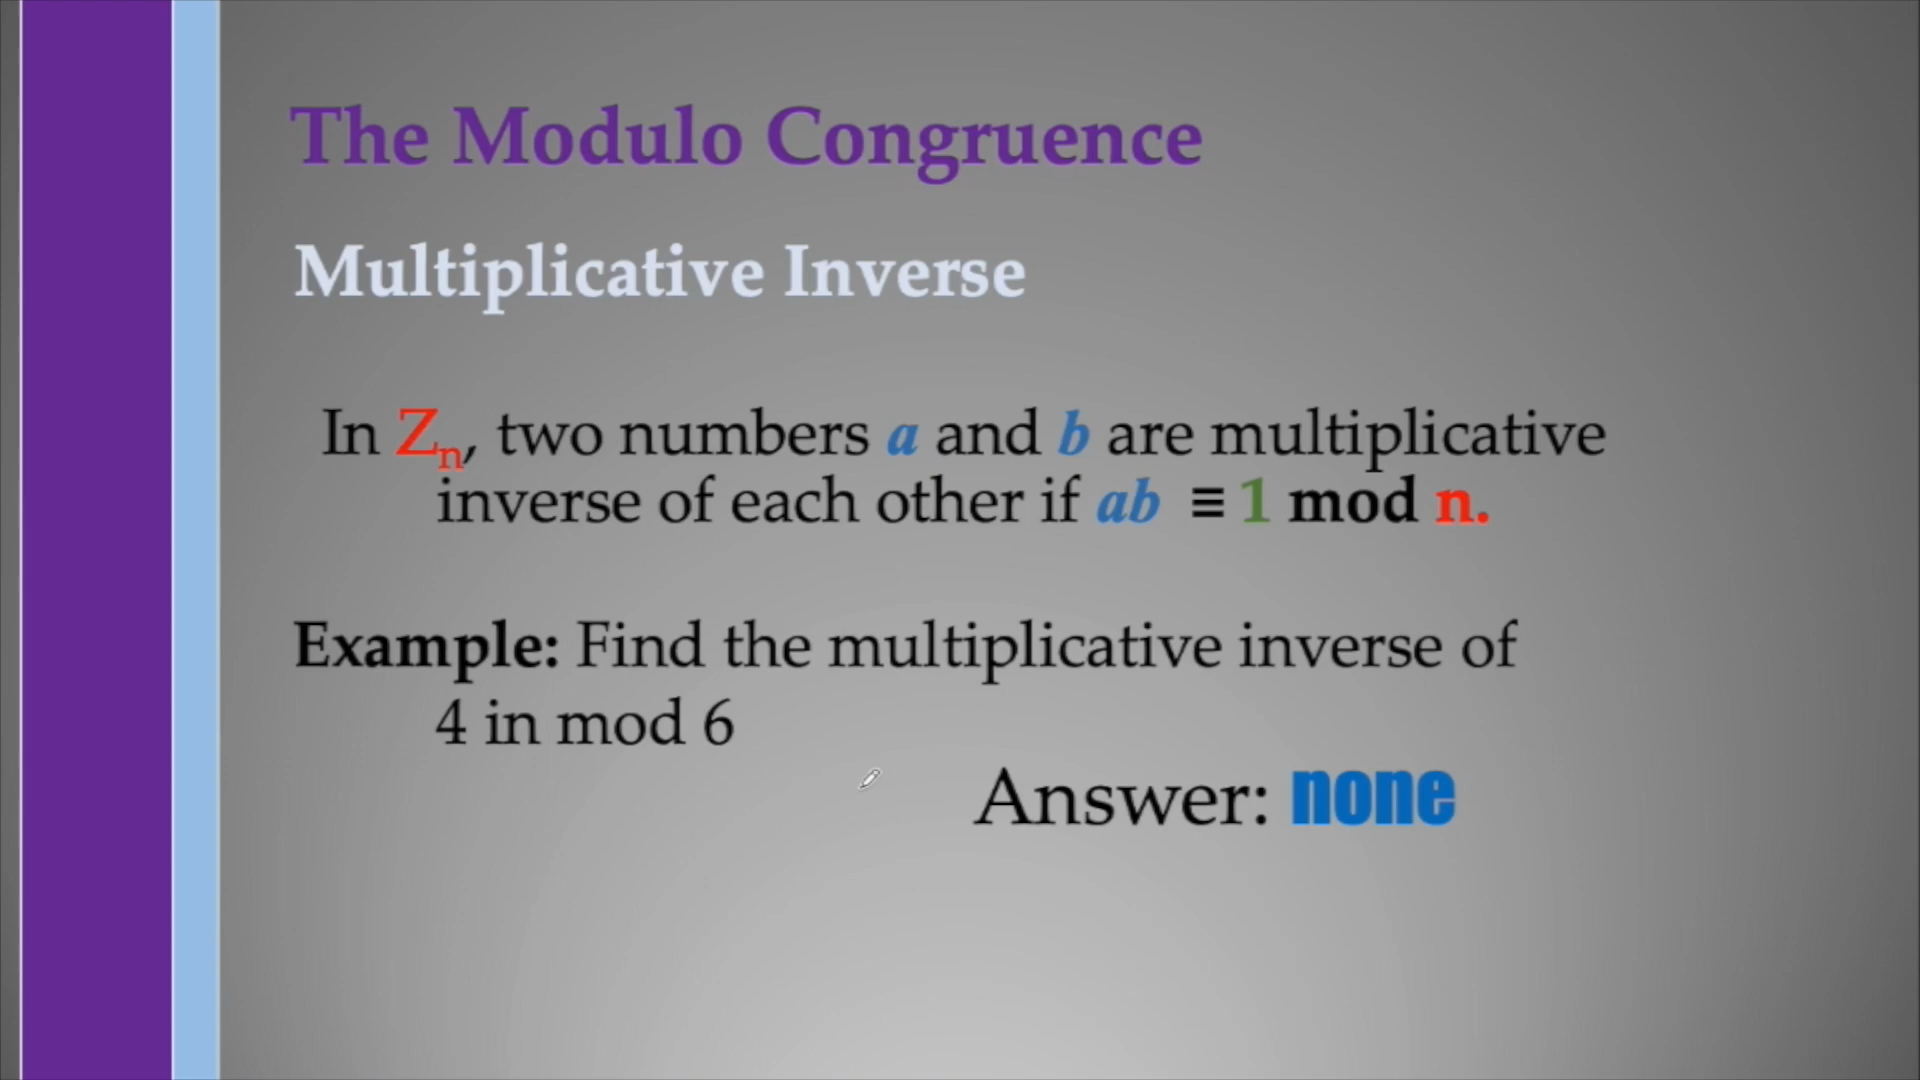 The Modulo Congruence
Multiplicative Inverse
In Zₙ, two numbers a and b are multiplicative
inverse of each other if ab ≡ 1 mod n.
Example: Find the multiplicative inverse of
4 in mod 6
Answer: none